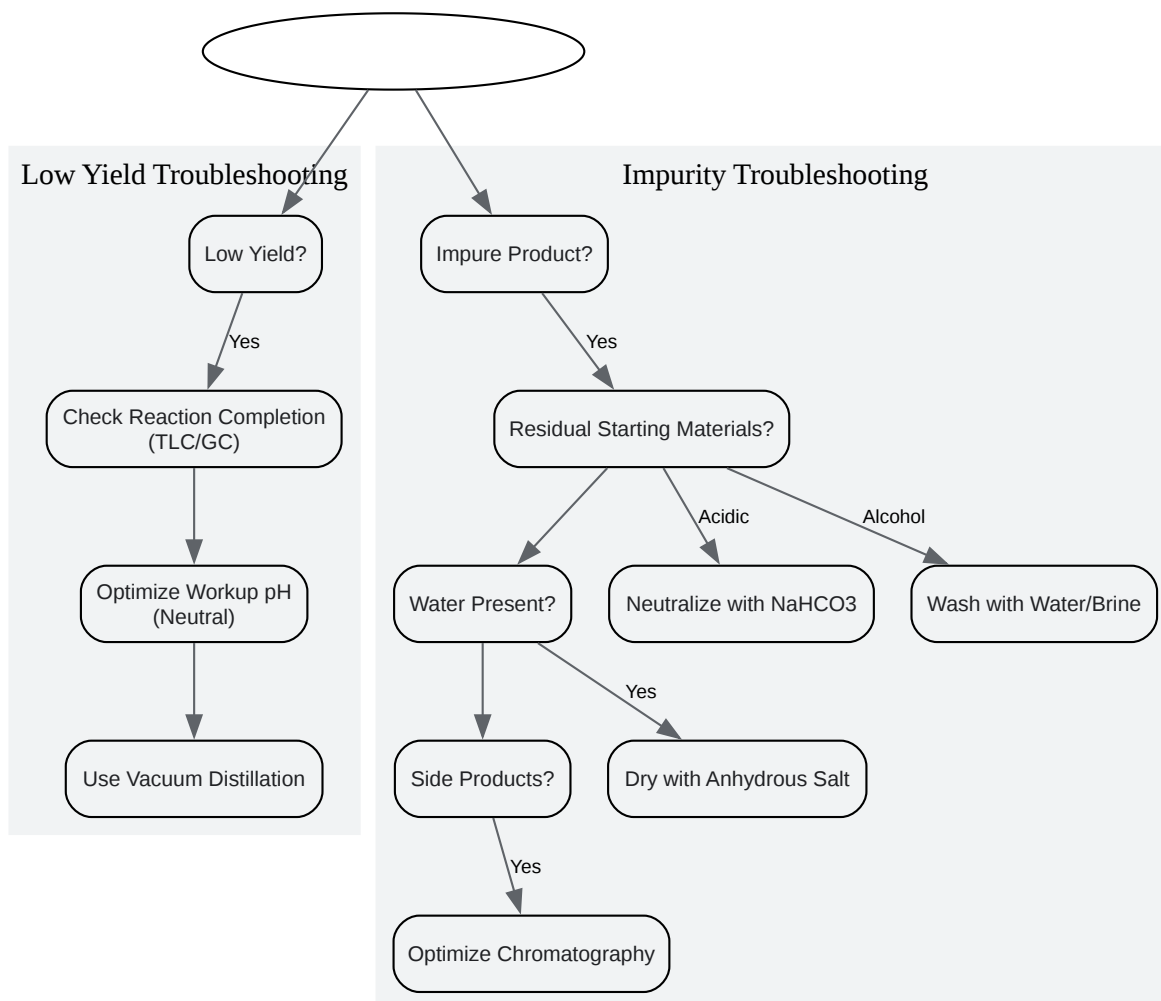 Low Yield Troubleshooting
Impurity Troubleshooting
Low Yield?
Impure Product?
Yes
Yes
Check Reaction Completion
(TLC/GC)
Residual Starting Materials?
Acidic
Alcohol
Optimize Workup pH
(Neutral)
Water Present?
Neutralize with NaHCO3
Wash with Water/Brine
Yes
Use Vacuum Distillation
Side Products?
Dry with Anhydrous Salt
Yes
Optimize Chromatography